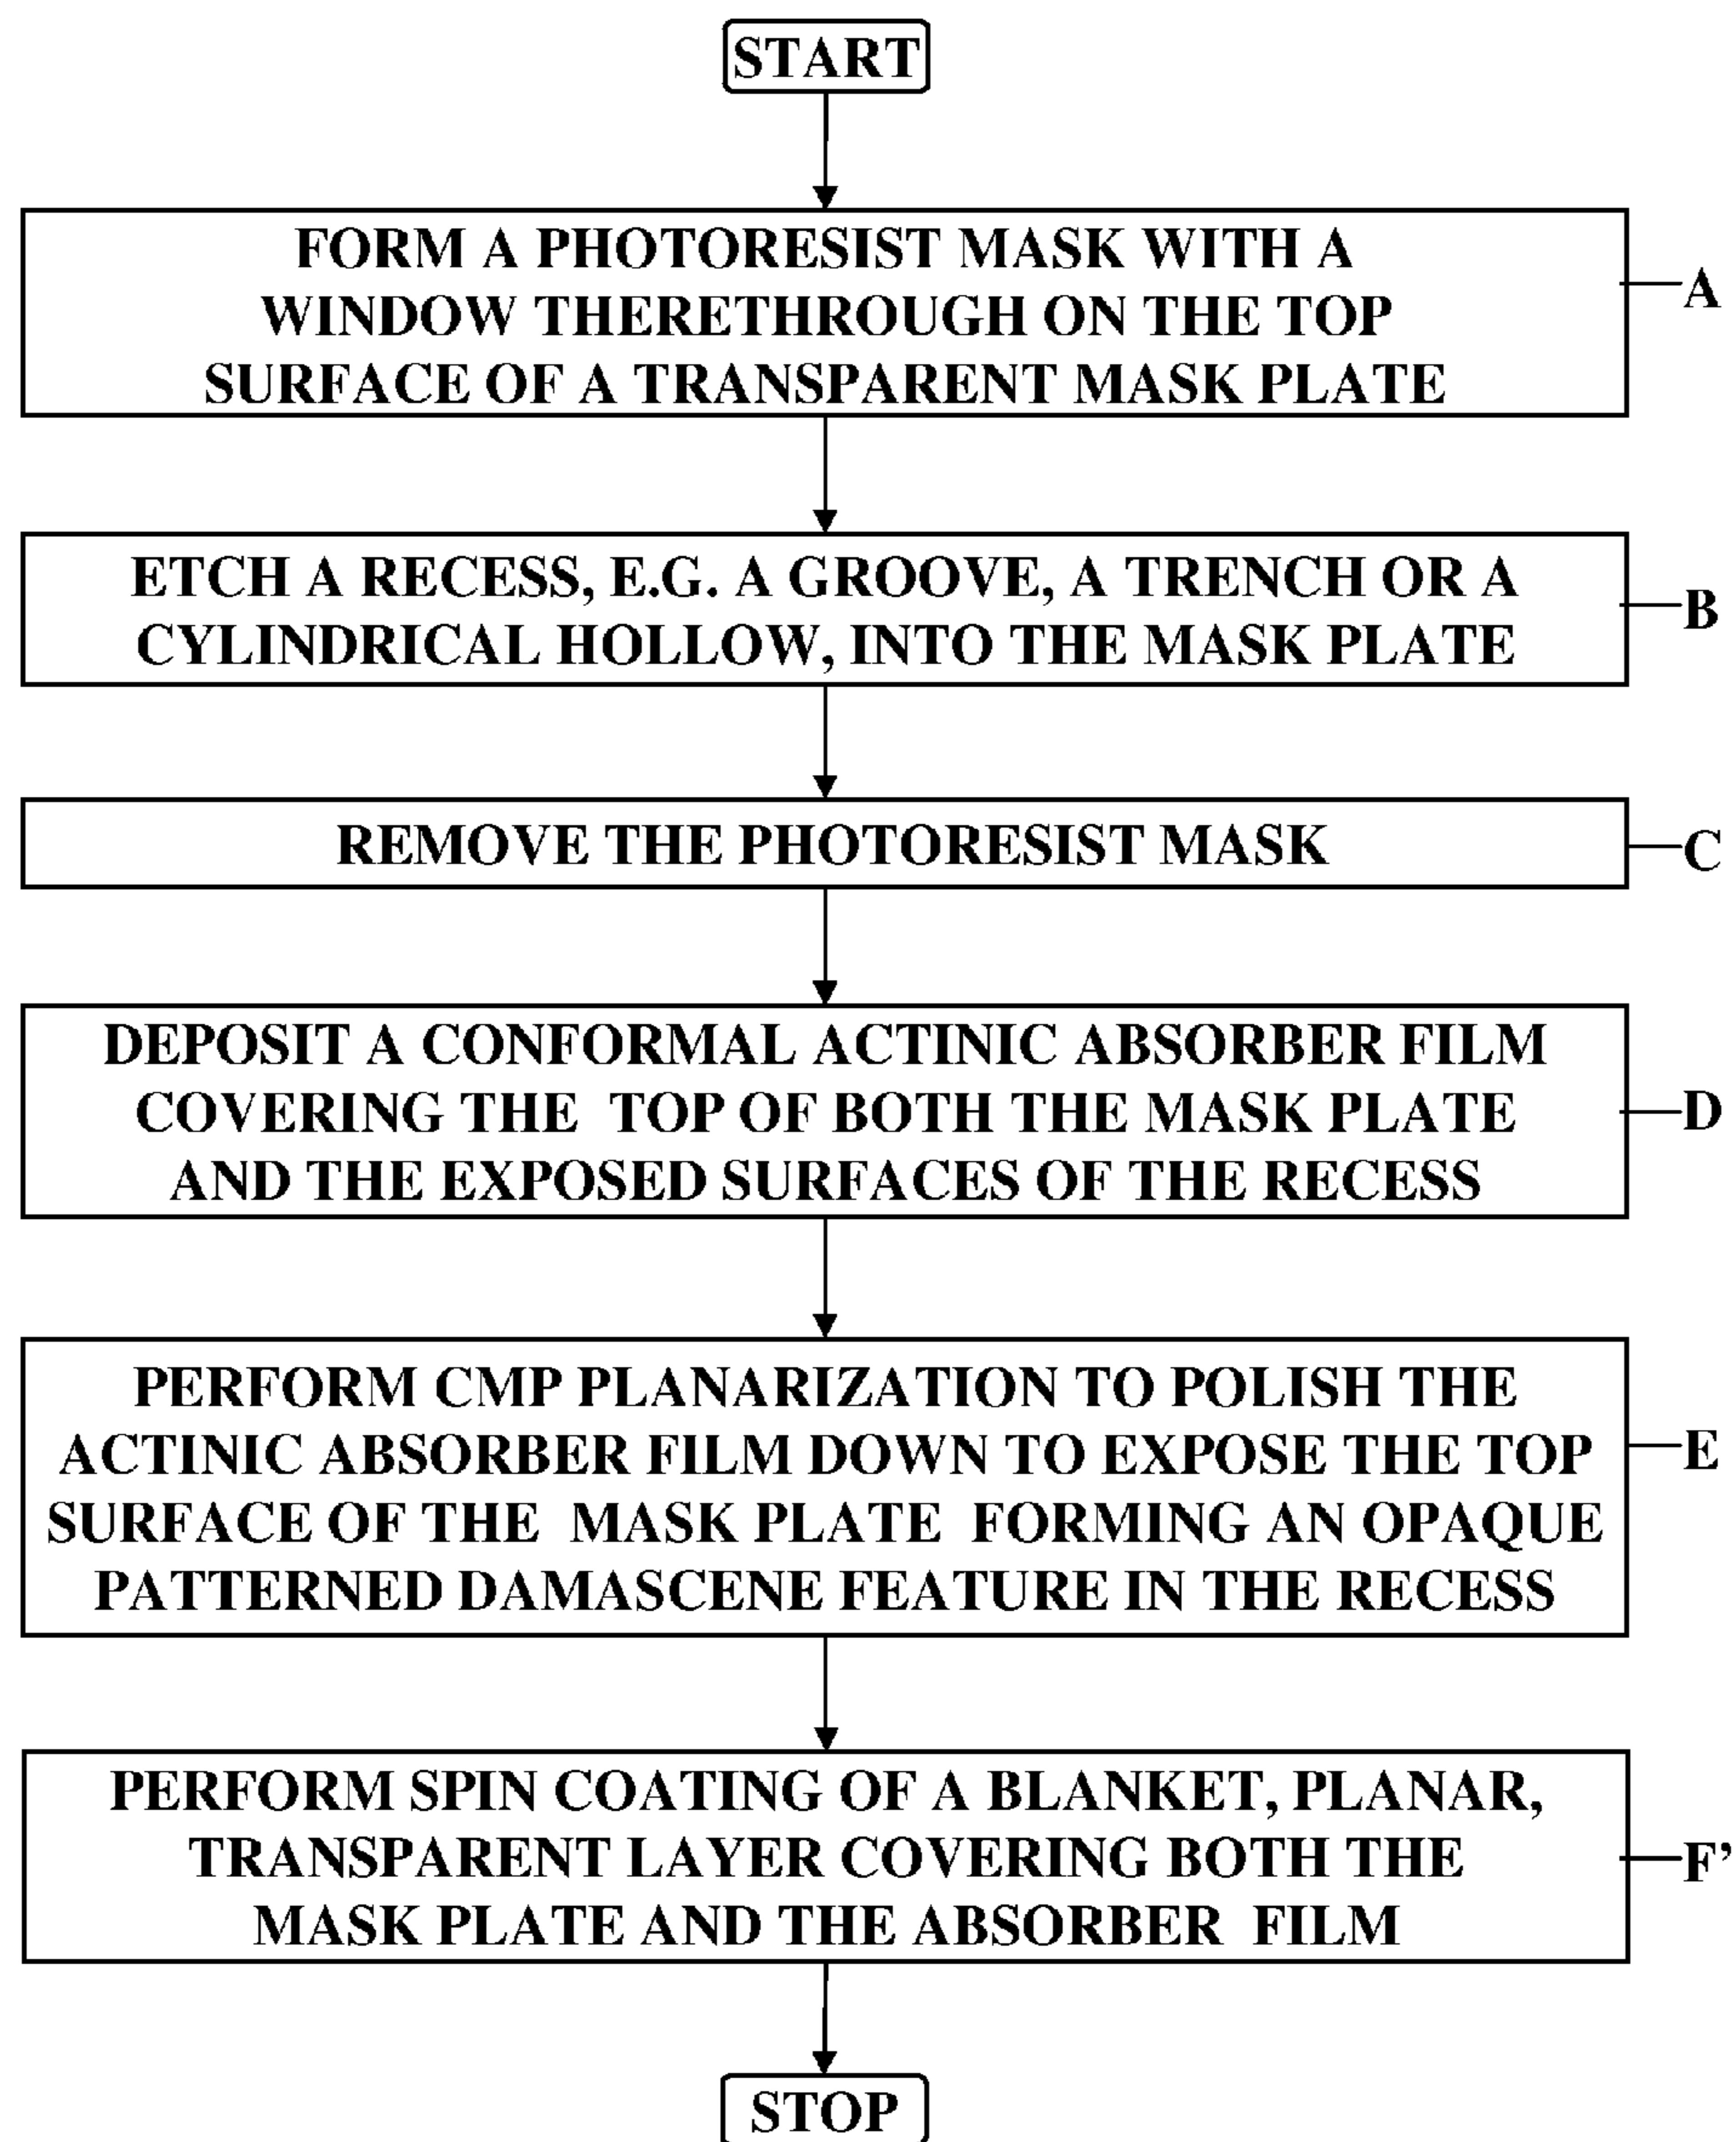 START
FORM A PHOTORESIST MASK WITH A
WINDOW THERETHROUGH ON THE TOP
SURFACE OF A TRANSPARENT MASK PLATE
A
ETCH A RECESS, E.G. A GROOVE, A TRENCH OR A
CYLINDRICAL HOLLOW, INTO THE MASK PLATE
B
REMOVE THE PHOTORESIST MASK
C
DEPOSIT A CONFORMAL ACTINIC ABSORBER FILM
COVERING THE TOP OF BOTH THE MASK PLATE
AND THE EXPOSED SURFACES OF THE RECESS
D
PERFORM CMP PLANARIZATION TO POLISH THE
ACTINIC ABSORBER FILM DOWN TO EXPOSE THE TOP
SURFACE OF THE MASK PLATE FORMING AN OPAQUE
PATTERNED DAMASCENE FEATURE IN THE RECESS
E
PERFORM SPIN COATING OF A BLANKET, PLANAR,
TRANSPARENT LAYER COVERING BOTH THE
MASK PLATE AND THE ABSORBER FILM
F'
STOP